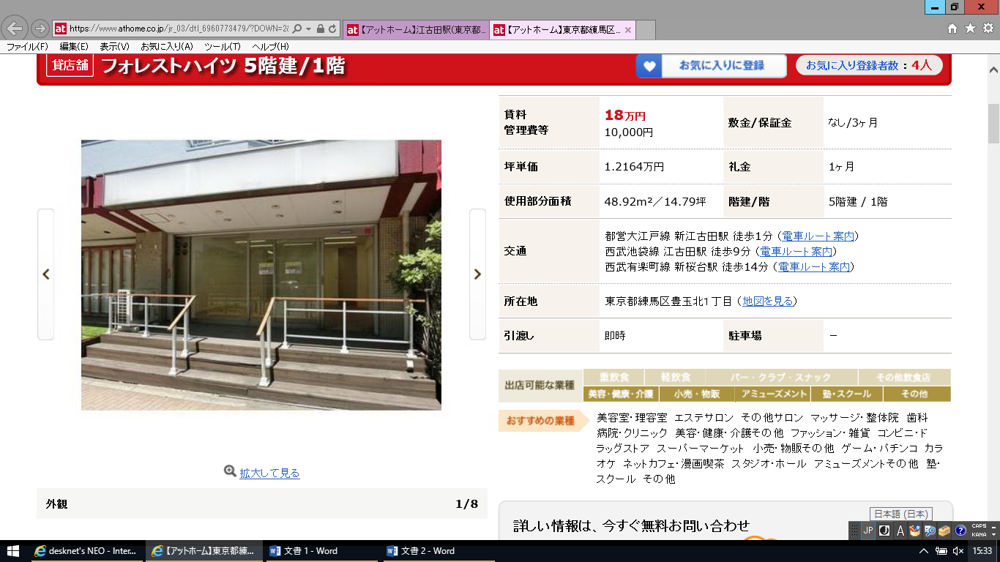 https://www.athome.co.jp/jr_03/dtl_6960773479/?DOWN=2
at 【アットホーム】江古田駅(東京都...
at 【アットホーム】東京都練馬区...
ファイル(F) 編集(E) 表示(V) お気に入り(A) ツール(T) ヘルプ(H)
貸店舗 フォレストハイツ 5階建/1階
お気に入りに登録
お気に入り登録者数：4人
賃料 18万円
管理費等 10,000円
敷金/保証金 なし/3ヶ月
坪単価 1.2164万円 礼金 1ヶ月
使用部分面積 48.92m²／14.79坪 階建/階 5階建 / 1階
交通
都営大江戸線 新江古田駅 徒歩1分 (電車ルート案内)
西武池袋線 江古田駅 徒歩9分 (電車ルート案内)
西武有楽町線 新桜台駅 徒歩14分 (電車ルート案内)
所在地 東京都練馬区豊玉北1丁目 (地図を見る)
引渡し 即時 駐車場 －
出店可能な業種
重飲食 軽飲食 バー・クラブ・スナック その他飲食店
美容・健康・介護 小売・物販 アミューズメント 塾・スクール その他
おすすめの業種
美容室・理容室 エステサロン その他サロン マッサージ・整体院 歯科
病院・クリニック 美容・健康・介護その他 ファッション・雑貨 コンビニ・ド
ラッグストア スーパーマーケット 小売・物販その他 ゲーム・パチンコ カラ
オケ ネットカフェ・漫画喫茶 スタジオ・ホール アミューズメントその他 塾・
スクール その他
拡大して見る
外観 1/8
日本語 (日本)
詳しい情報は、今すぐ無料お問い合わせ
JP A CAPS
KANA
desknet's NEO - Inter...
【アットホーム】東京都練...
文書 1 - Word
文書 2 - Word
15:33